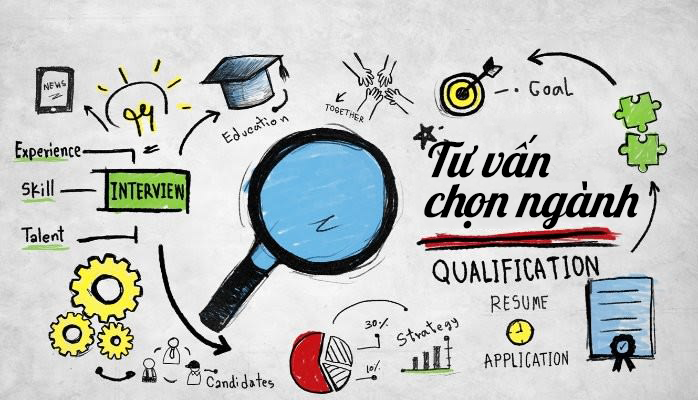 NEWS
Education
TOGETHER
GOAL
Experience
Skill
INTERVIEW
Talent
Tư vấn
chọn ngành
QUALIFICATION
RESUME
APPLICATION
30%
10%
Strategy
Candidates